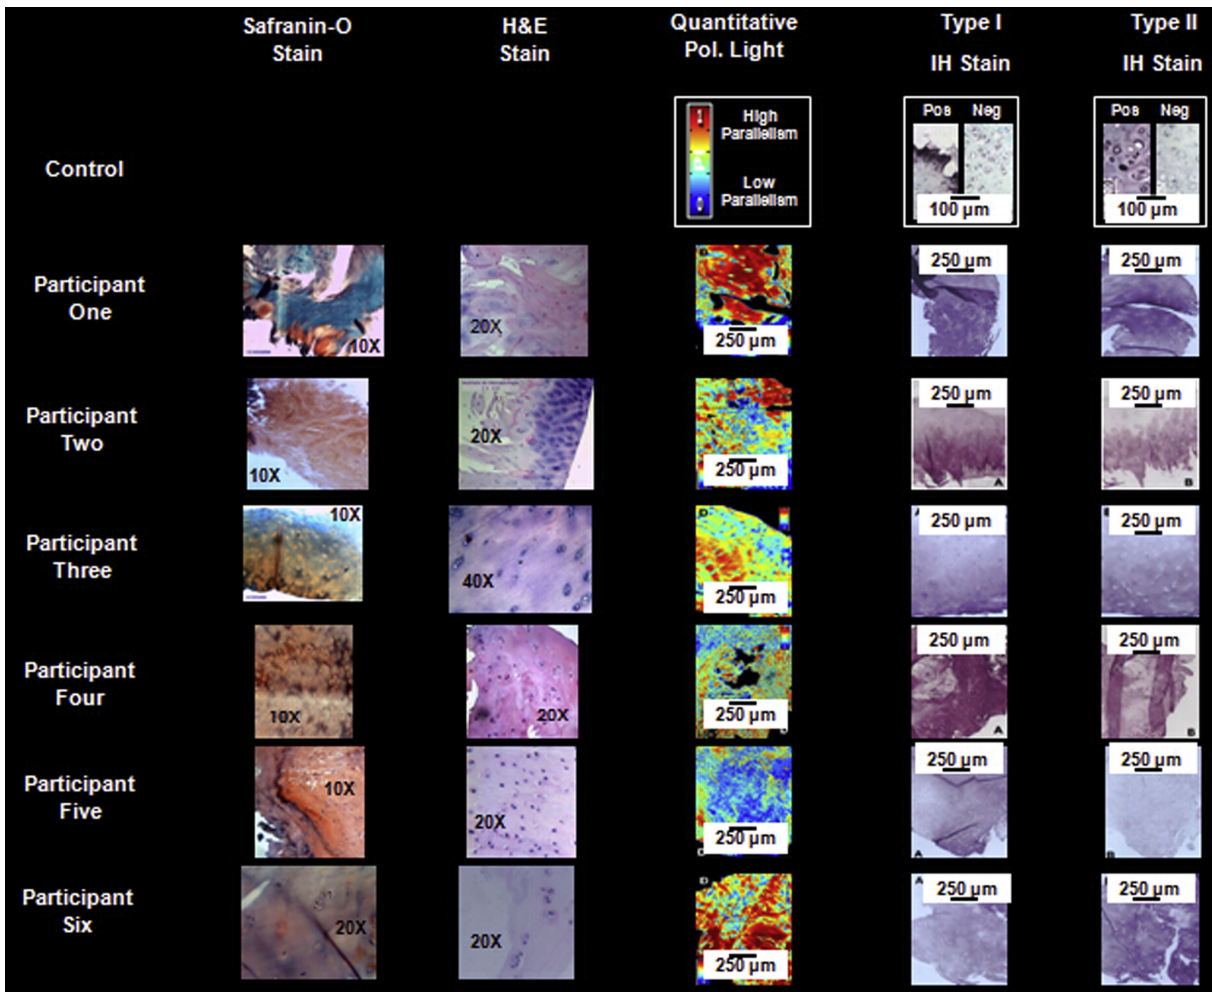 Safranin-O
Stain
H&E
Stain
Quantitative
Pol. Light
Type I
IH Stain
Type II
IH Stain
Control
1
P
0
High
Parallelism
Low
Parallelism
Pos Neg
100 µm
Pos Neg
100 µm
Participant
One
10X
20X
250 µm
250 µm
250 µm
Participant
Two
10X
20X
250 µm
250 µm
A
250 µm
B
Participant
Three
10X
40X
D
250 µm
250 µm
250 µm
Participant
Four
10X
20X
250 µm
250 µm
A
250 µm
B
Participant
Five
10X
20X
250 µm
250 µm
A
250 µm
B
Participant
Six
20X
20X
D
250 µm
A
250 µm
250 µm